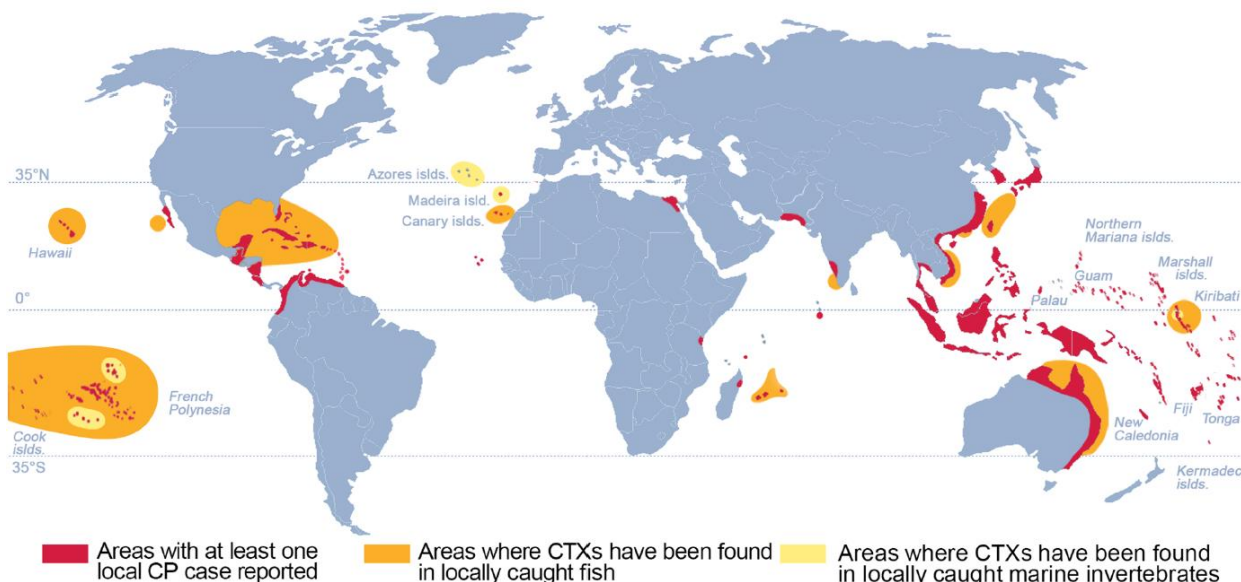 Azores islds.
35°N
Madeira isld.
Canary islds.
Hawaii
Northern
Mariana islds.
Marshall
islds.
Guam
Kiribati
0°
Palau
French
Polynesia
Fiji
Tonga
New
Caledonia
Cook
islds.
35°S
Kermadec
islds.
Areas with at least one
local CP case reported
Areas where CTXs have been found
in locally caught fish
Areas where CTXs have been found
in locally caught marine invertebrates